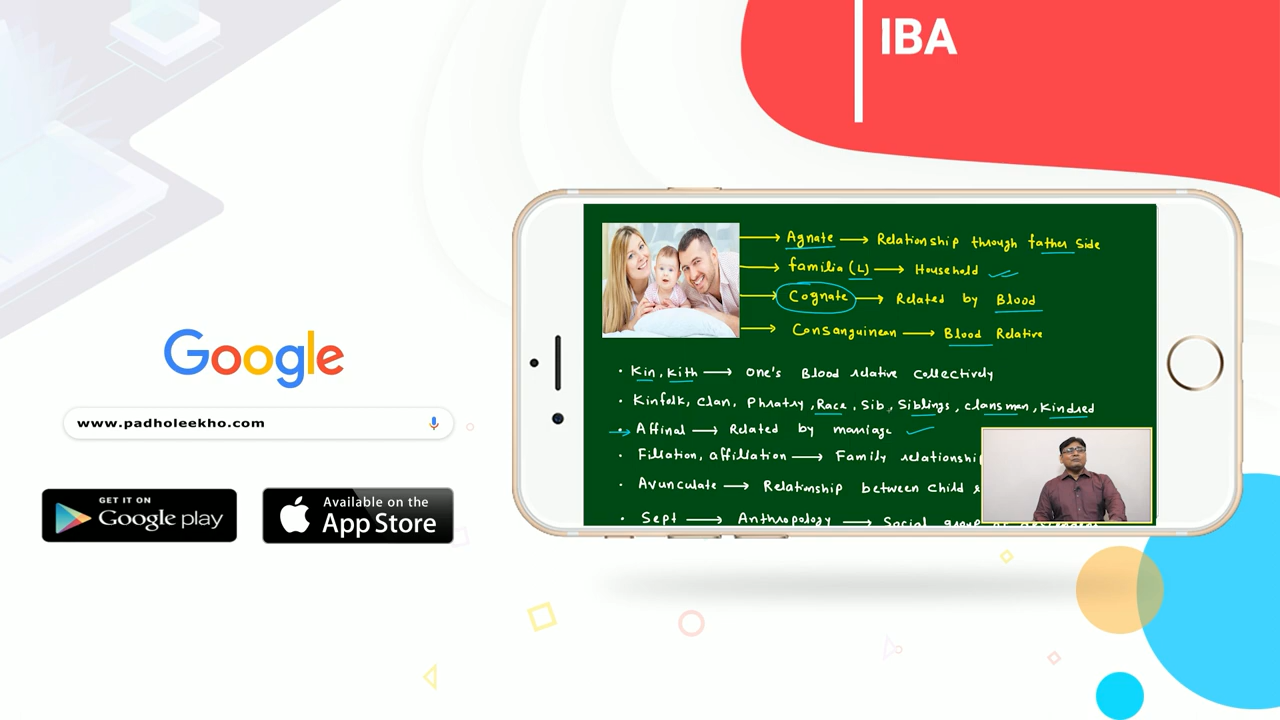 IBA
Agnate → Relationship through father side
familia (L) → Household
Cognate → Related by Blood
Consanguinean → Blood Relative
• Kin, Kith → one's Blood relative collectively
• Kinfolk, clan, Phratry, Race, Sib, Siblings, clansman, Kindred
• Affinal → Related by marriage
• Filiation, affiliation → Family relationshi
• Avunculate → Relationship between child
• Sept → Anthropology → Social group
Google
www.padholeekho.com
GET IT ON
Google play
Available on the
App Store